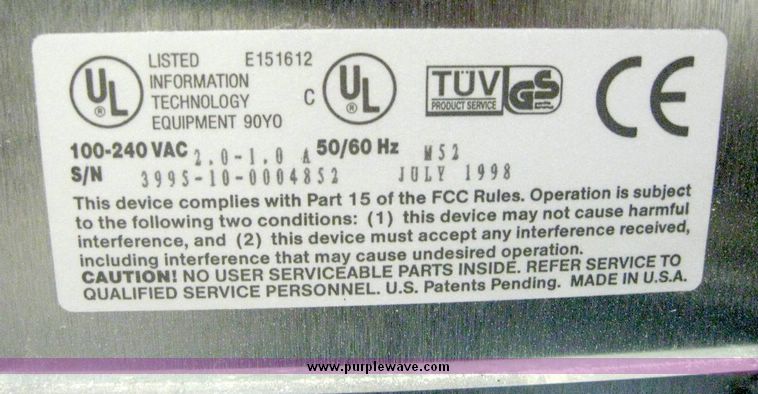 LISTED E151612
INFORMATION
TECHNOLOGY
EQUIPMENT 90Y0
UL ®
C UL ®
TÜV
PRODUCT SERVICE
GS
CE
100-240 VAC 2.0-1.0 A 50/60 Hz M52
S/N 3995-10-0004852 JULY 1998
This device complies with Part 15 of the FCC Rules. Operation is subject
to the following two conditions: (1) this device may not cause harmful
interference, and (2) this device must accept any interference received,
including interference that may cause undesired operation.
CAUTION! NO USER SERVICEABLE PARTS INSIDE. REFER SERVICE TO
QUALIFIED SERVICE PERSONNEL. U.S. Patents Pending. MADE IN U.S.A.
www.purplewave.com